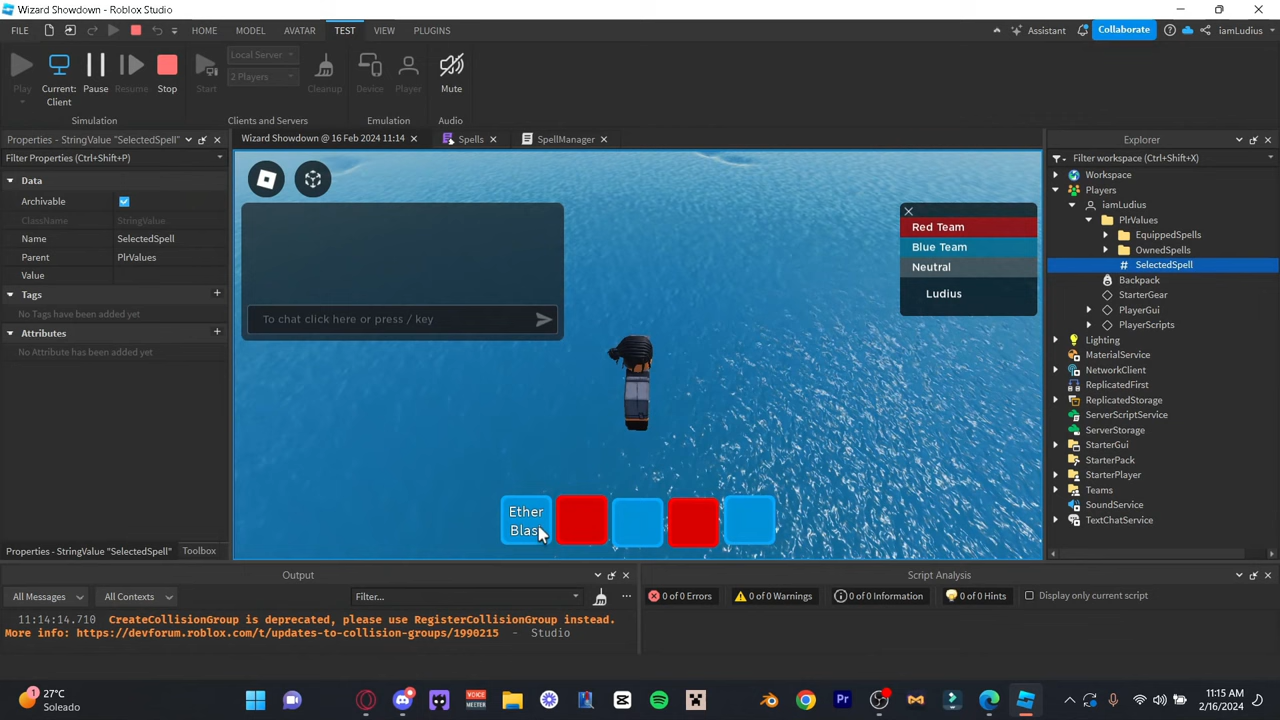 Wizard Showdown - Roblox Studio
FILE
HOME
MODEL
AVATAR
TEST
VIEW
PLUGINS
Assistant
Collaborate
iamLudius
Play
Current:
Client
Pause
Resume
Stop
Simulation
Start
Local Server
2 Players
Cleanup
Clients and Servers
Device
Player
Emulation
Mute
Audio
Properties - StringValue "SelectedSpell"
Filter Properties (Ctrl+Shift+P)
Data
Archivable
ClassName StringValue
Name SelectedSpell
Parent PlrValues
Value
Tags
No Tags have been added yet
Attributes
No Attribute has been added yet
Properties - StringValue "SelectedSpell"
Toolbox
Wizard Showdown @ 16 Feb 2024 11:14
Spells
SpellManager
To chat click here or press / key
Red Team
Blue Team
Neutral
Ludius
Ether
Blas
Explorer
Filter workspace (Ctrl+Shift+X)
Workspace
Players
iamLudius
PlrValues
EquippedSpells
OwnedSpells
SelectedSpell
Backpack
StarterGear
PlayerGui
PlayerScripts
Lighting
MaterialService
NetworkClient
ReplicatedFirst
ReplicatedStorage
ServerScriptService
ServerStorage
StarterGui
StarterPack
StarterPlayer
Teams
SoundService
TextChatService
Output
All Messages
All Contexts
Filter...
11:14:14.710 CreateCollisionGroup is deprecated, please use RegisterCollisionGroup instead.
More info: https://devforum.roblox.com/t/updates-to-collision-groups/1990215 - Studio
Script Analysis
0 of 0 Errors
0 of 0 Warnings
0 of 0 Information
0 of 0 Hints
Display only current script
1
27°C
Soleado
VOICE
MEETER
Pr
11:15 AM
2/16/2024